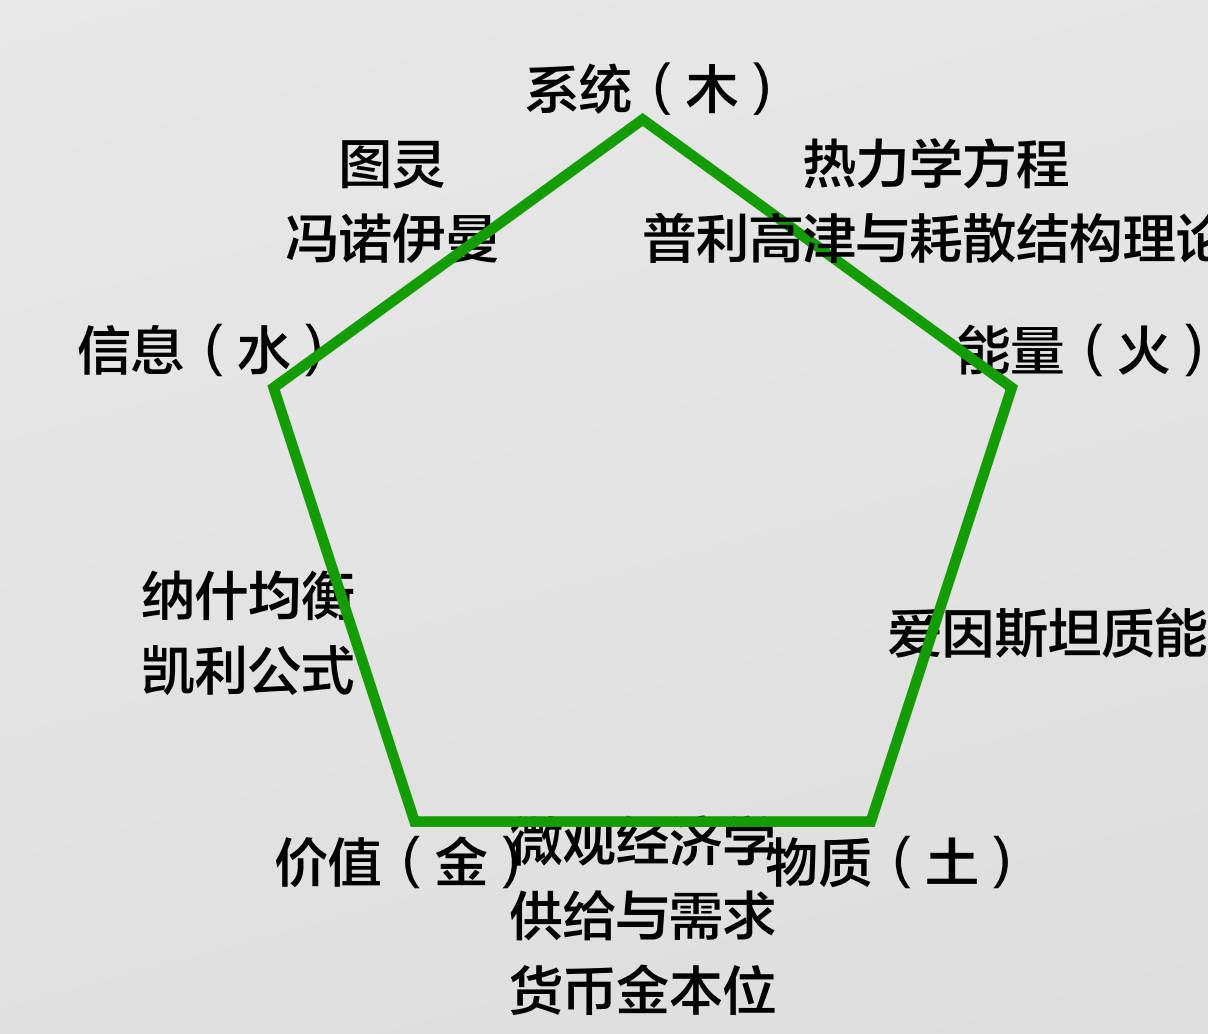 系统（木）
图灵
冯诺伊曼
热力学方程
普利高津与耗散结构理论
信息（水）
能量（火）
纳什均衡
凯利公式
爱因斯坦质能
价值（金）
微观经济学
供给与需求
货币金本位
物质（土）